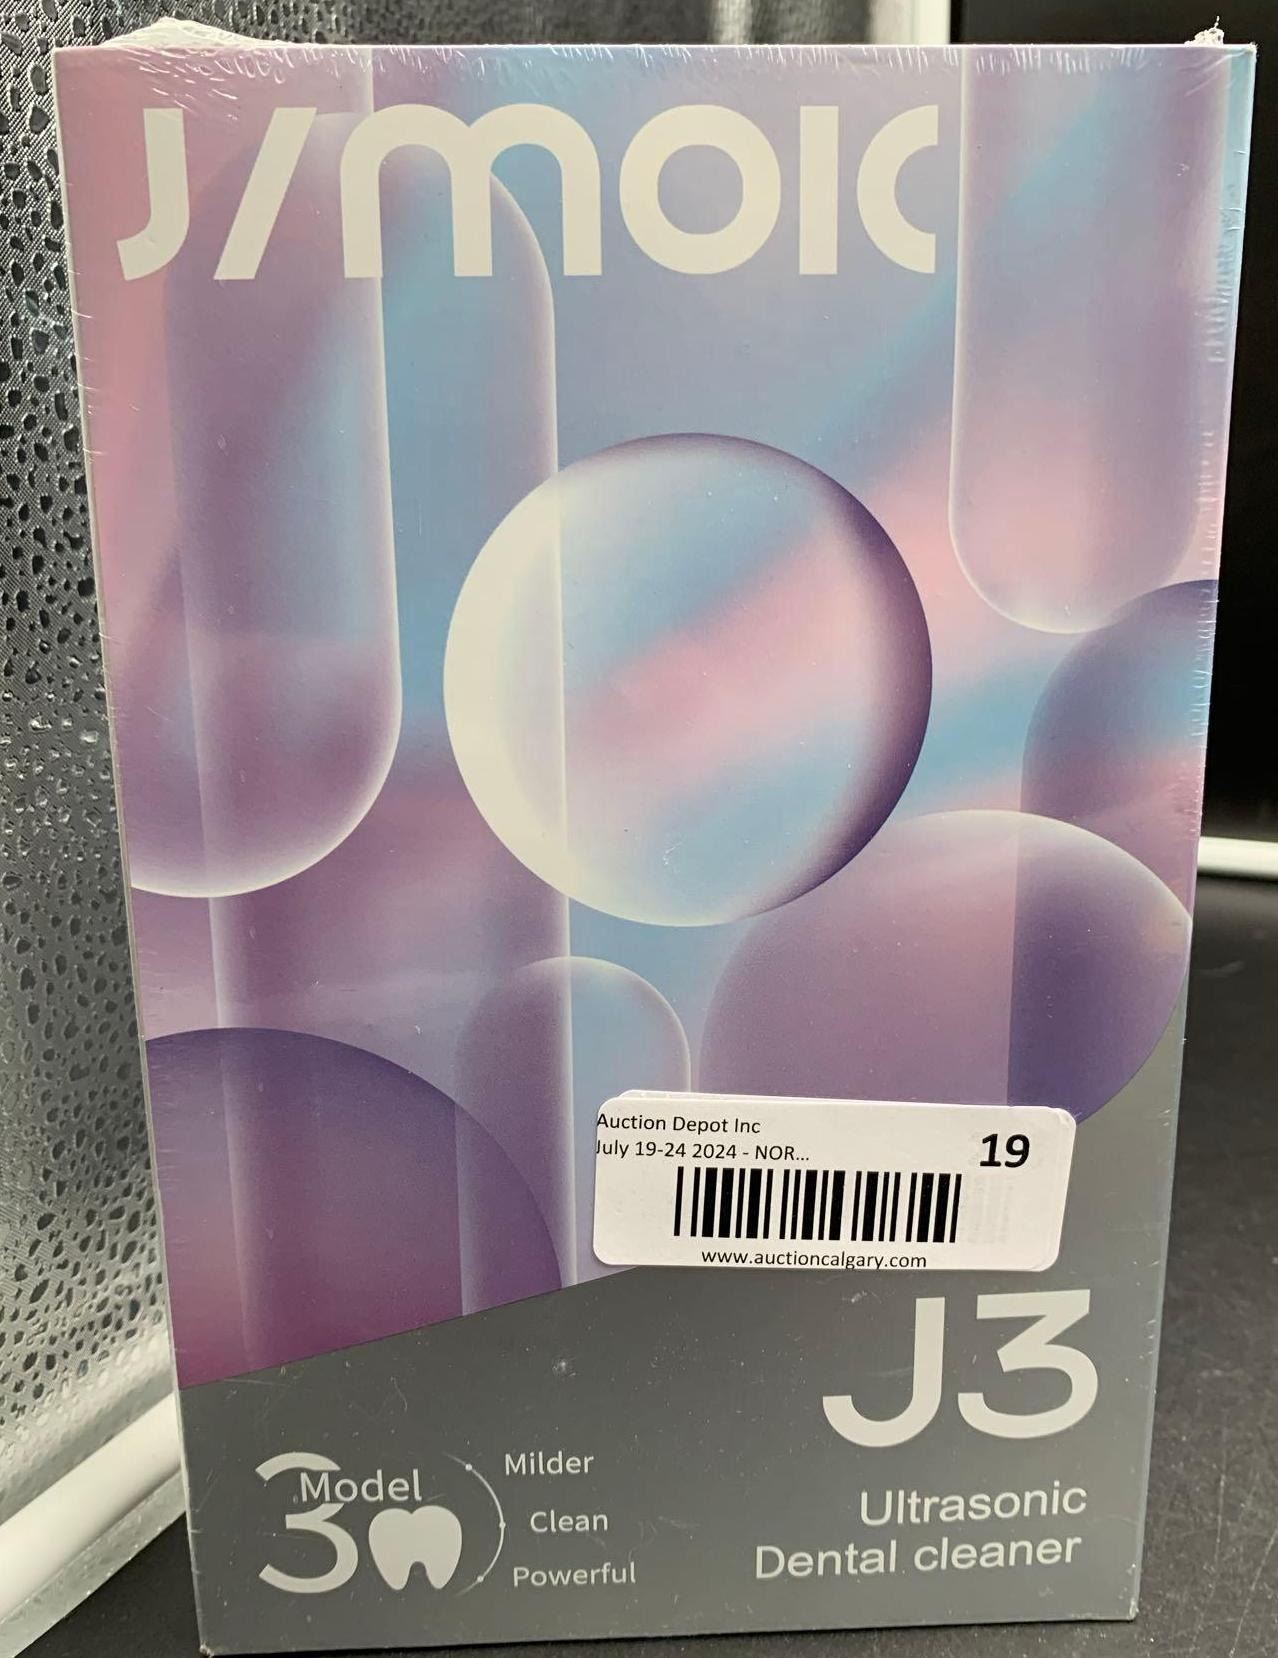 J/MOIC
Auction Depot Inc
July 19-24 2024 - NOR...
19
www.auctioncalgary.com
J3
Ultrasonic
Dental cleaner
3 Model
Milder
Clean
Powerful